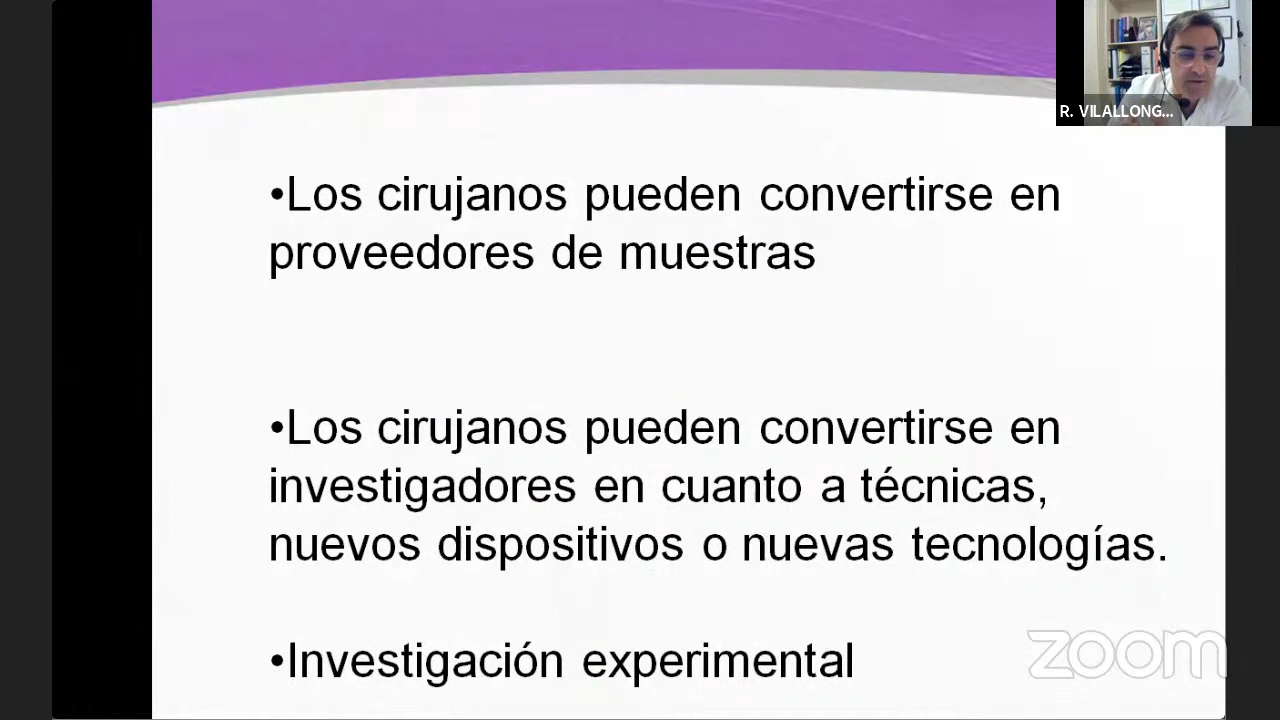 R. VILALLONG...
•Los cirujanos pueden convertirse en
proveedores de muestras
•Los cirujanos pueden convertirse en
investigadores en cuanto a técnicas,
nuevos dispositivos o nuevas tecnologías.
•Investigación experimental
zoom